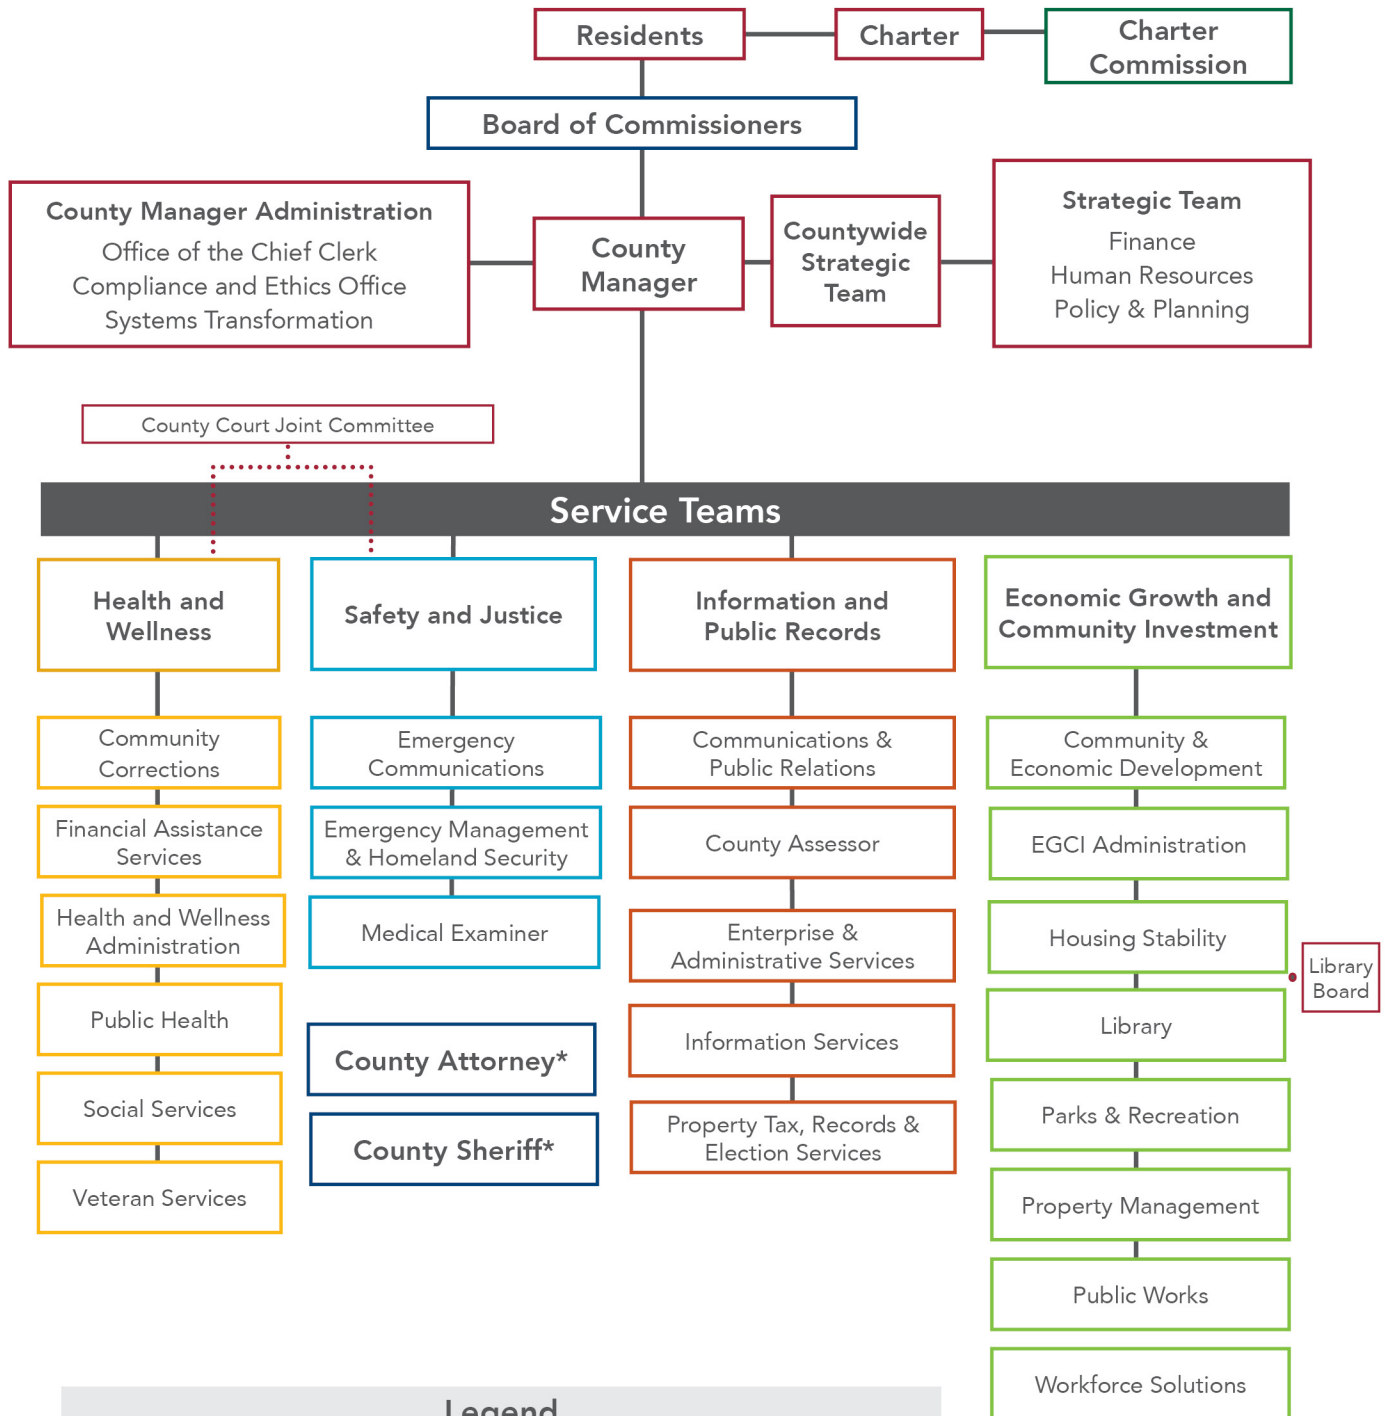 Residents
Charter
Charter
Commission
Board of Commissioners
County Manager Administration
Office of the Chief Clerk
Compliance and Ethics Office
Systems Transformation
County
Manager
Countywide
Strategic
Team
Strategic Team
Finance
Human Resources
Policy & Planning
County Court Joint Committee
Service Teams
Health and
Wellness
Community
Corrections
Financial Assistance
Services
Health and Wellness
Administration
Public Health
Social Services
Veteran Services
Safety and Justice
Emergency
Communications
Emergency Management
& Homeland Security
Medical Examiner
County Attorney*
County Sheriff*
Information and
Public Records
Communications &
Public Relations
County Assessor
Enterprise &
Administrative Services
Information Services
Property Tax, Records &
Election Services
Economic Growth and
Community Investment
Community &
Economic Development
EGCI Administration
Housing Stability
Library
Board
Library
Parks & Recreation
Property Management
Public Works
Workforce Solutions
Legend